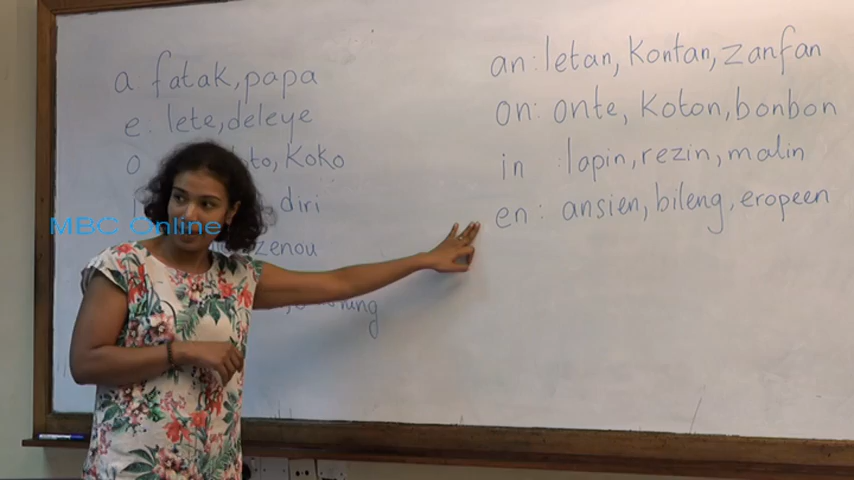 a fatak, papa
e: lete, deleye
o Koko
diri
zenou
MBC Online
an: letan, Kontan, zanfan
on: onte, Koton, bonbon
in : lapin, rezin, malin
en: ansien, bileng, eropeen